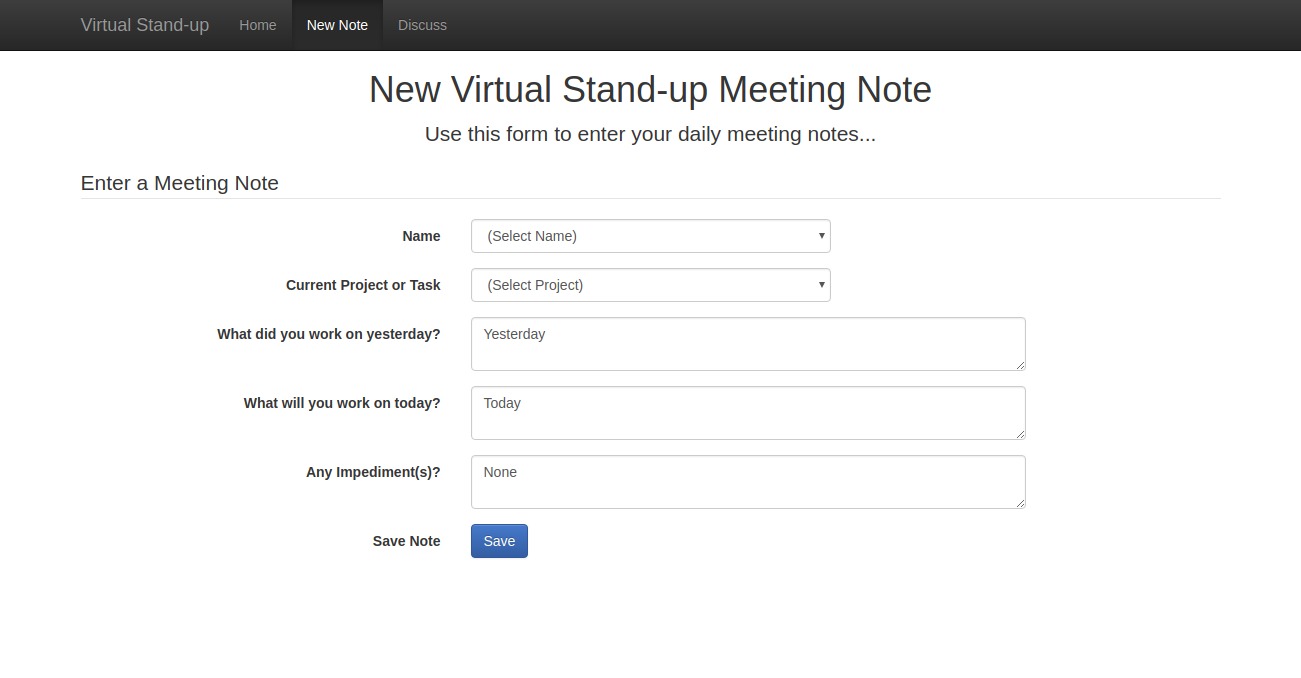 Virtual Stand-up Home New Note Discuss
New Virtual Stand-up Meeting Note
Use this form to enter your daily meeting notes...
Enter a Meeting Note
Name (Select Name)
Current Project or Task (Select Project)
What did you work on yesterday? Yesterday
What will you work on today? Today
Any Impediment(s)? None
Save Note Save